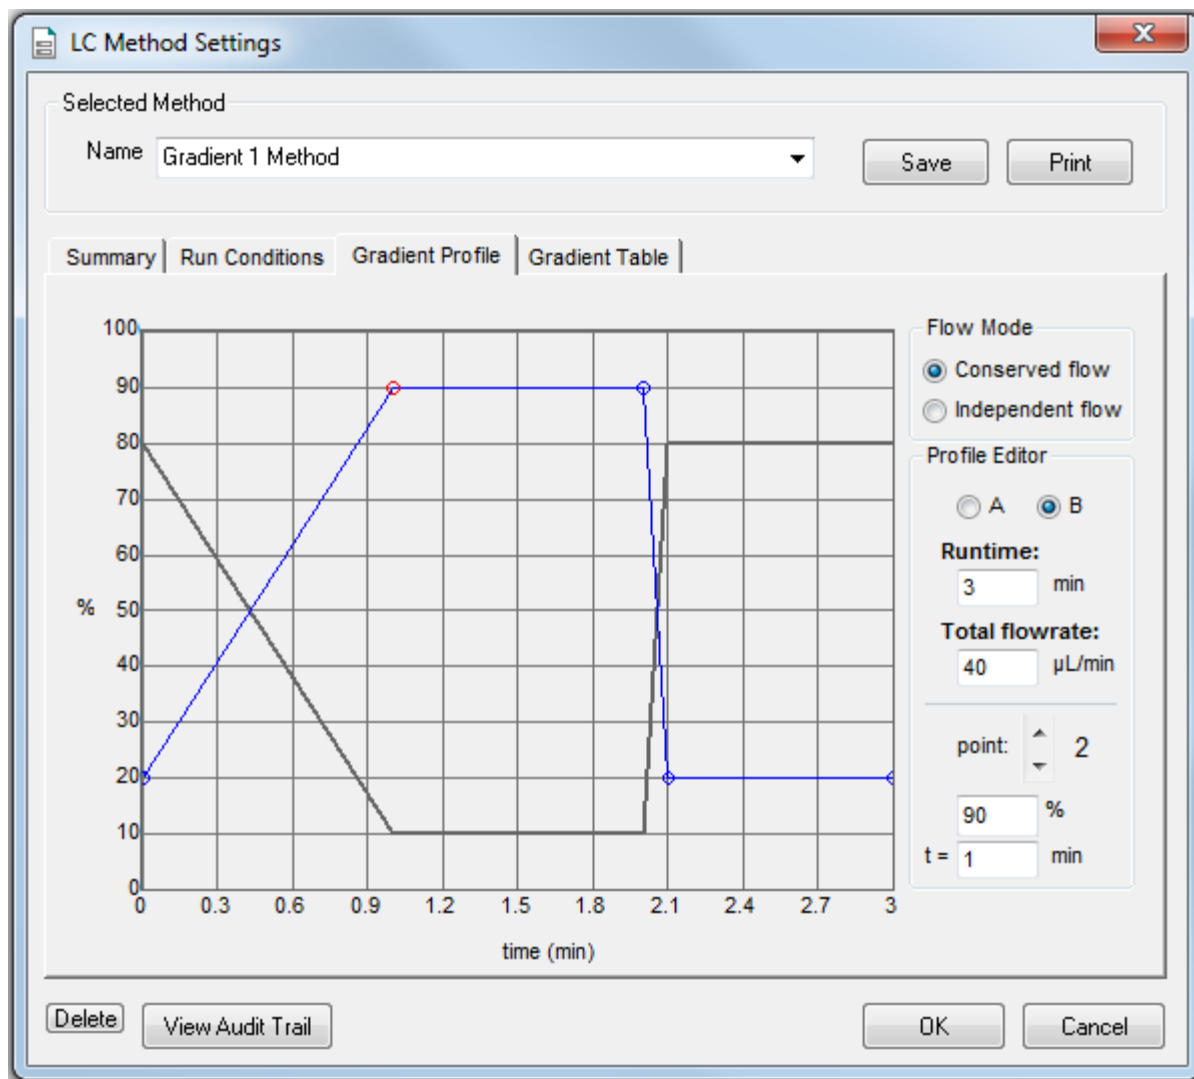 LC Method Settings
Selected Method
Name Gradient 1 Method Save Print
Summary Run Conditions Gradient Profile Gradient Table
100
90
80
70
60
% 50
40
30
20
10
0
0 0.3 0.6 0.9 1.2 1.5 1.8 2.1 2.4 2.7 3
time (min)
Flow Mode
Conserved flow
Independent flow
Profile Editor
A B
Runtime:
3 min
Total flowrate:
40 µL/min
point: 2
90 %
t = 1 min
Delete View Audit Trail OK Cancel